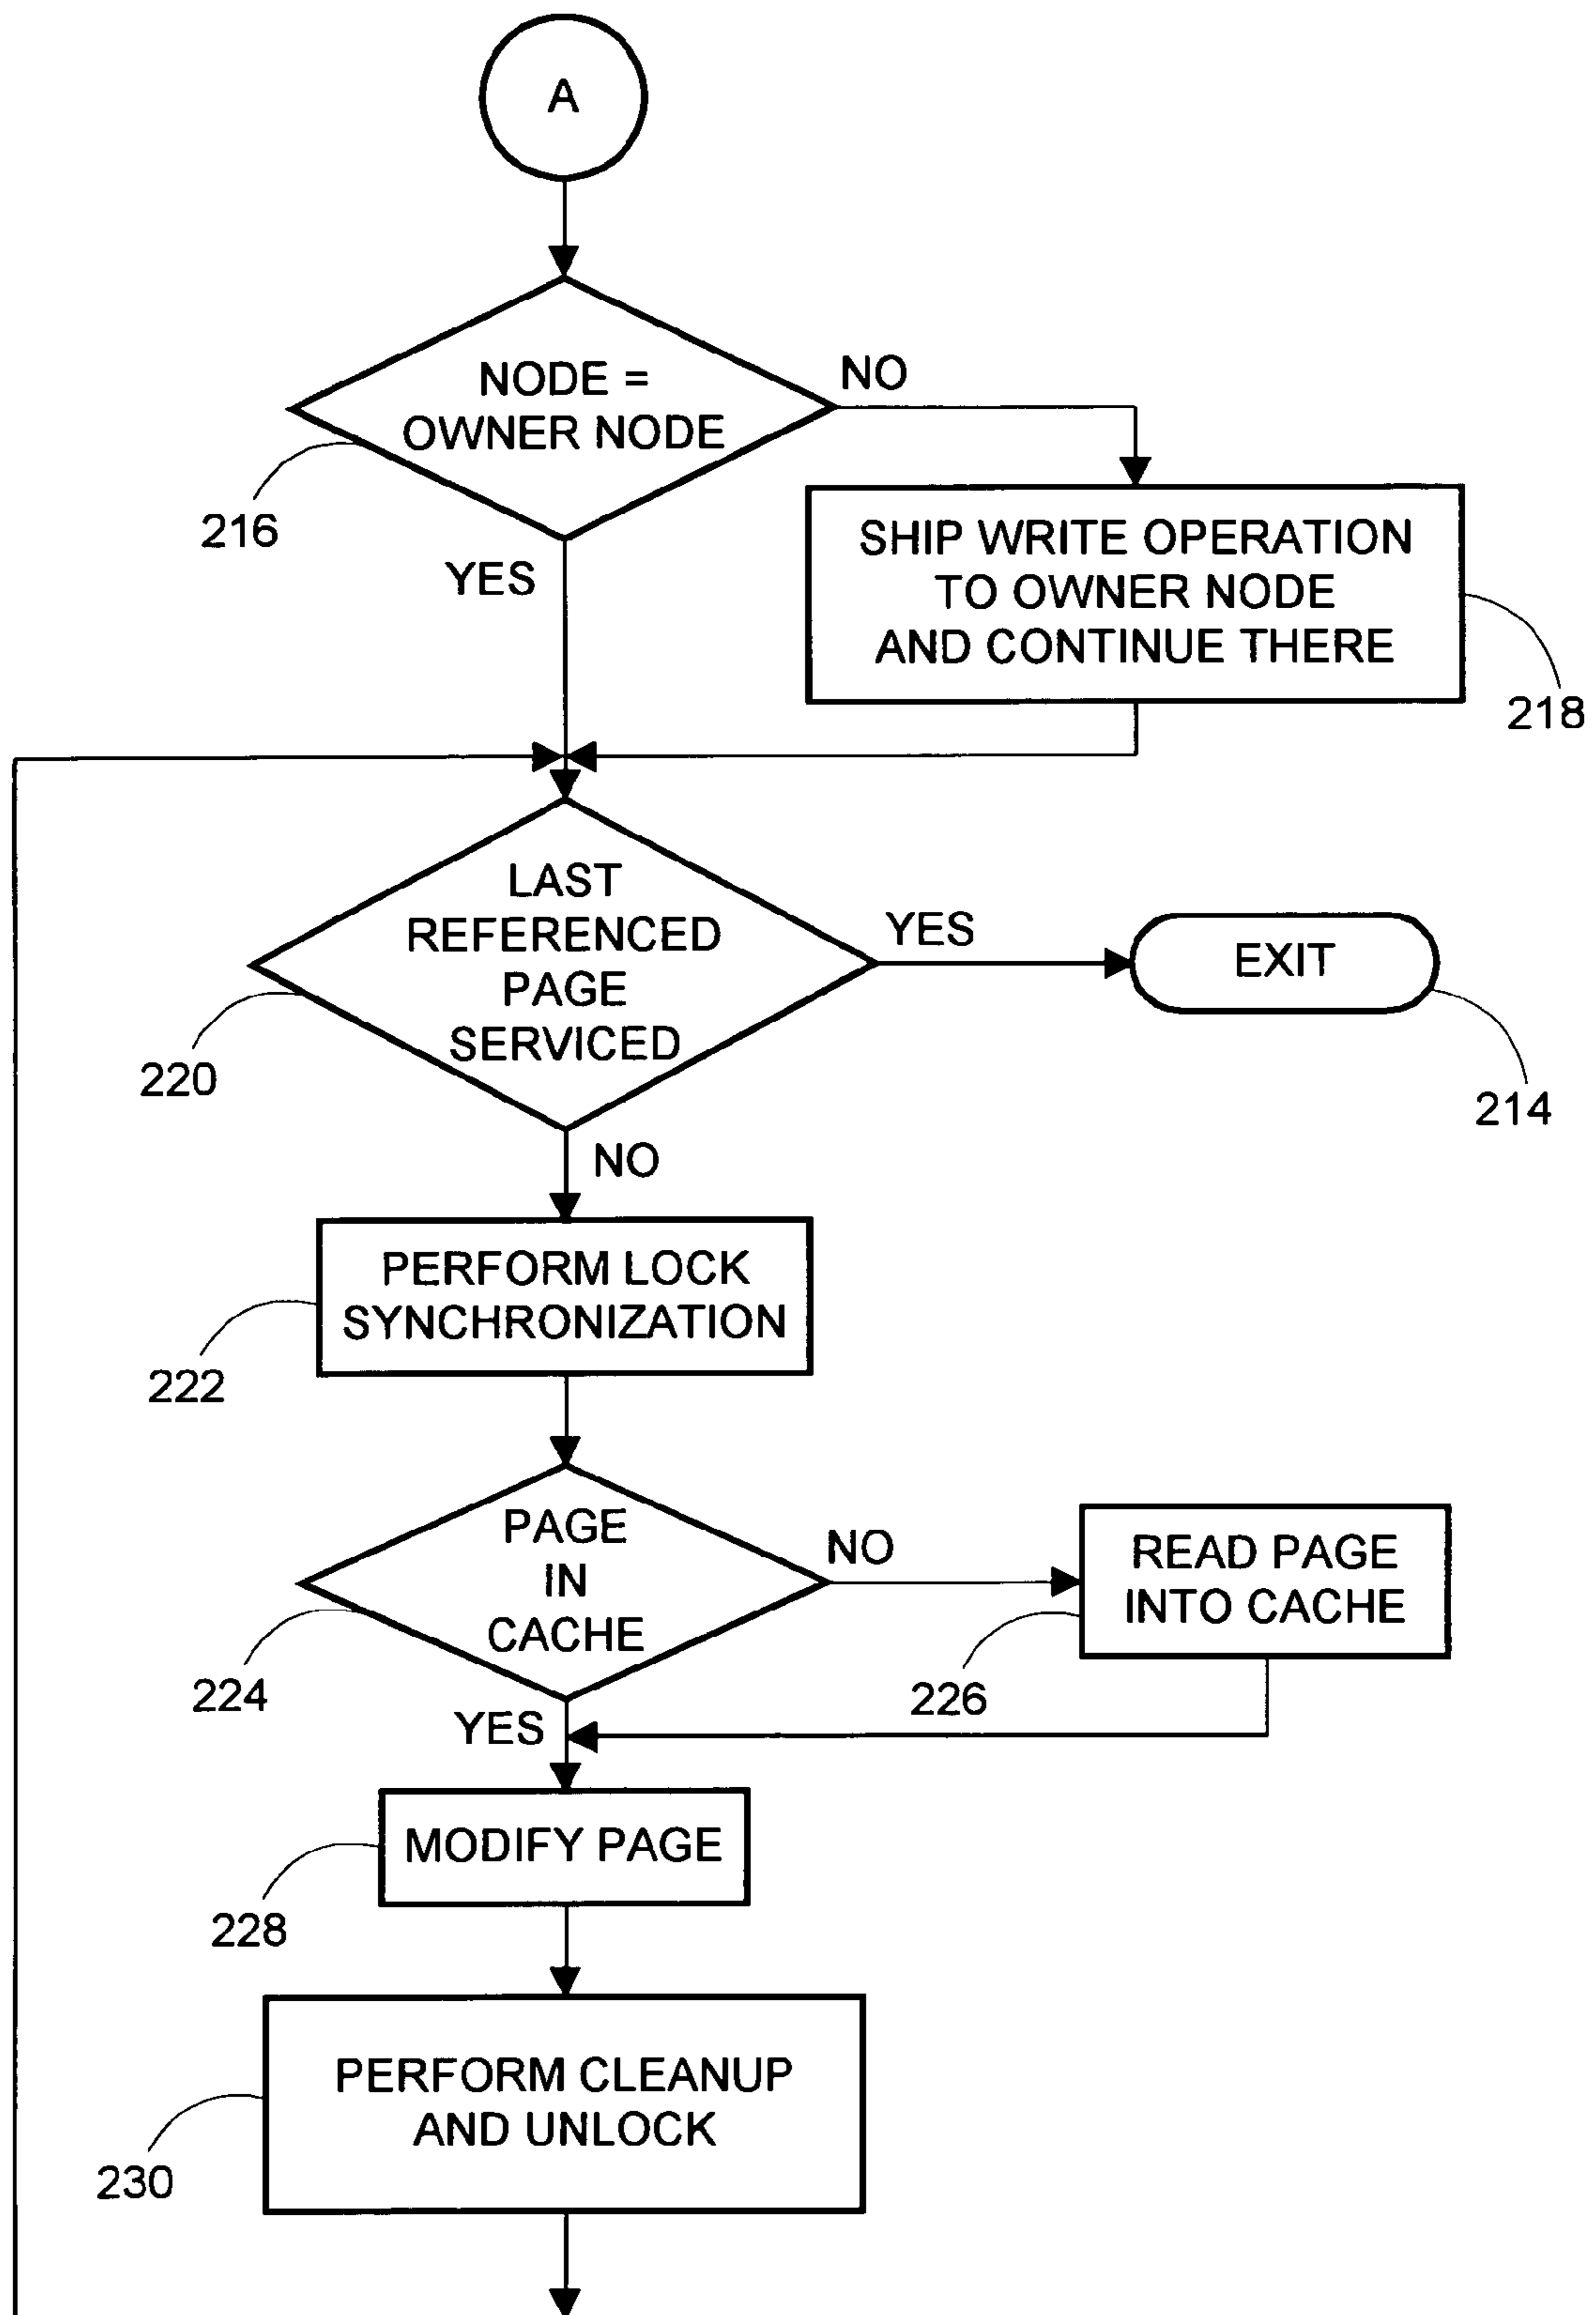 A
NODE =
OWNER NODE
NO
216
YES
SHIP WRITE OPERATION
TO OWNER NODE
AND CONTINUE THERE
218
LAST
REFERENCED
PAGE
SERVICED
YES
EXIT
220
214
NO
PERFORM LOCK
SYNCHRONIZATION
222
PAGE
IN
CACHE
NO
READ PAGE
INTO CACHE
224
226
YES
MODIFY PAGE
228
PERFORM CLEANUP
AND UNLOCK
230